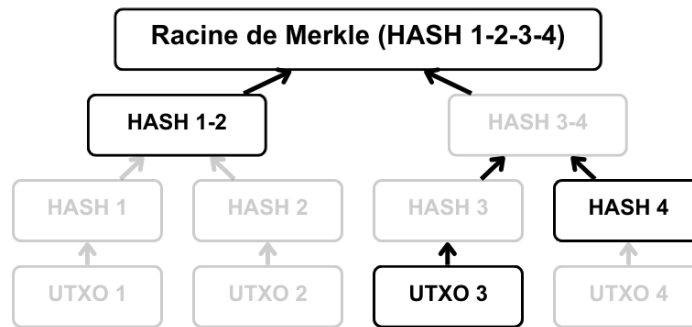 Racine de Merkle (HASH 1-2-3-4)
HASH 1-2
HASH 3-4
HASH 1
HASH 2
HASH 3
HASH 4
UTXO 1
UTXO 2
UTXO 3
UTXO 4